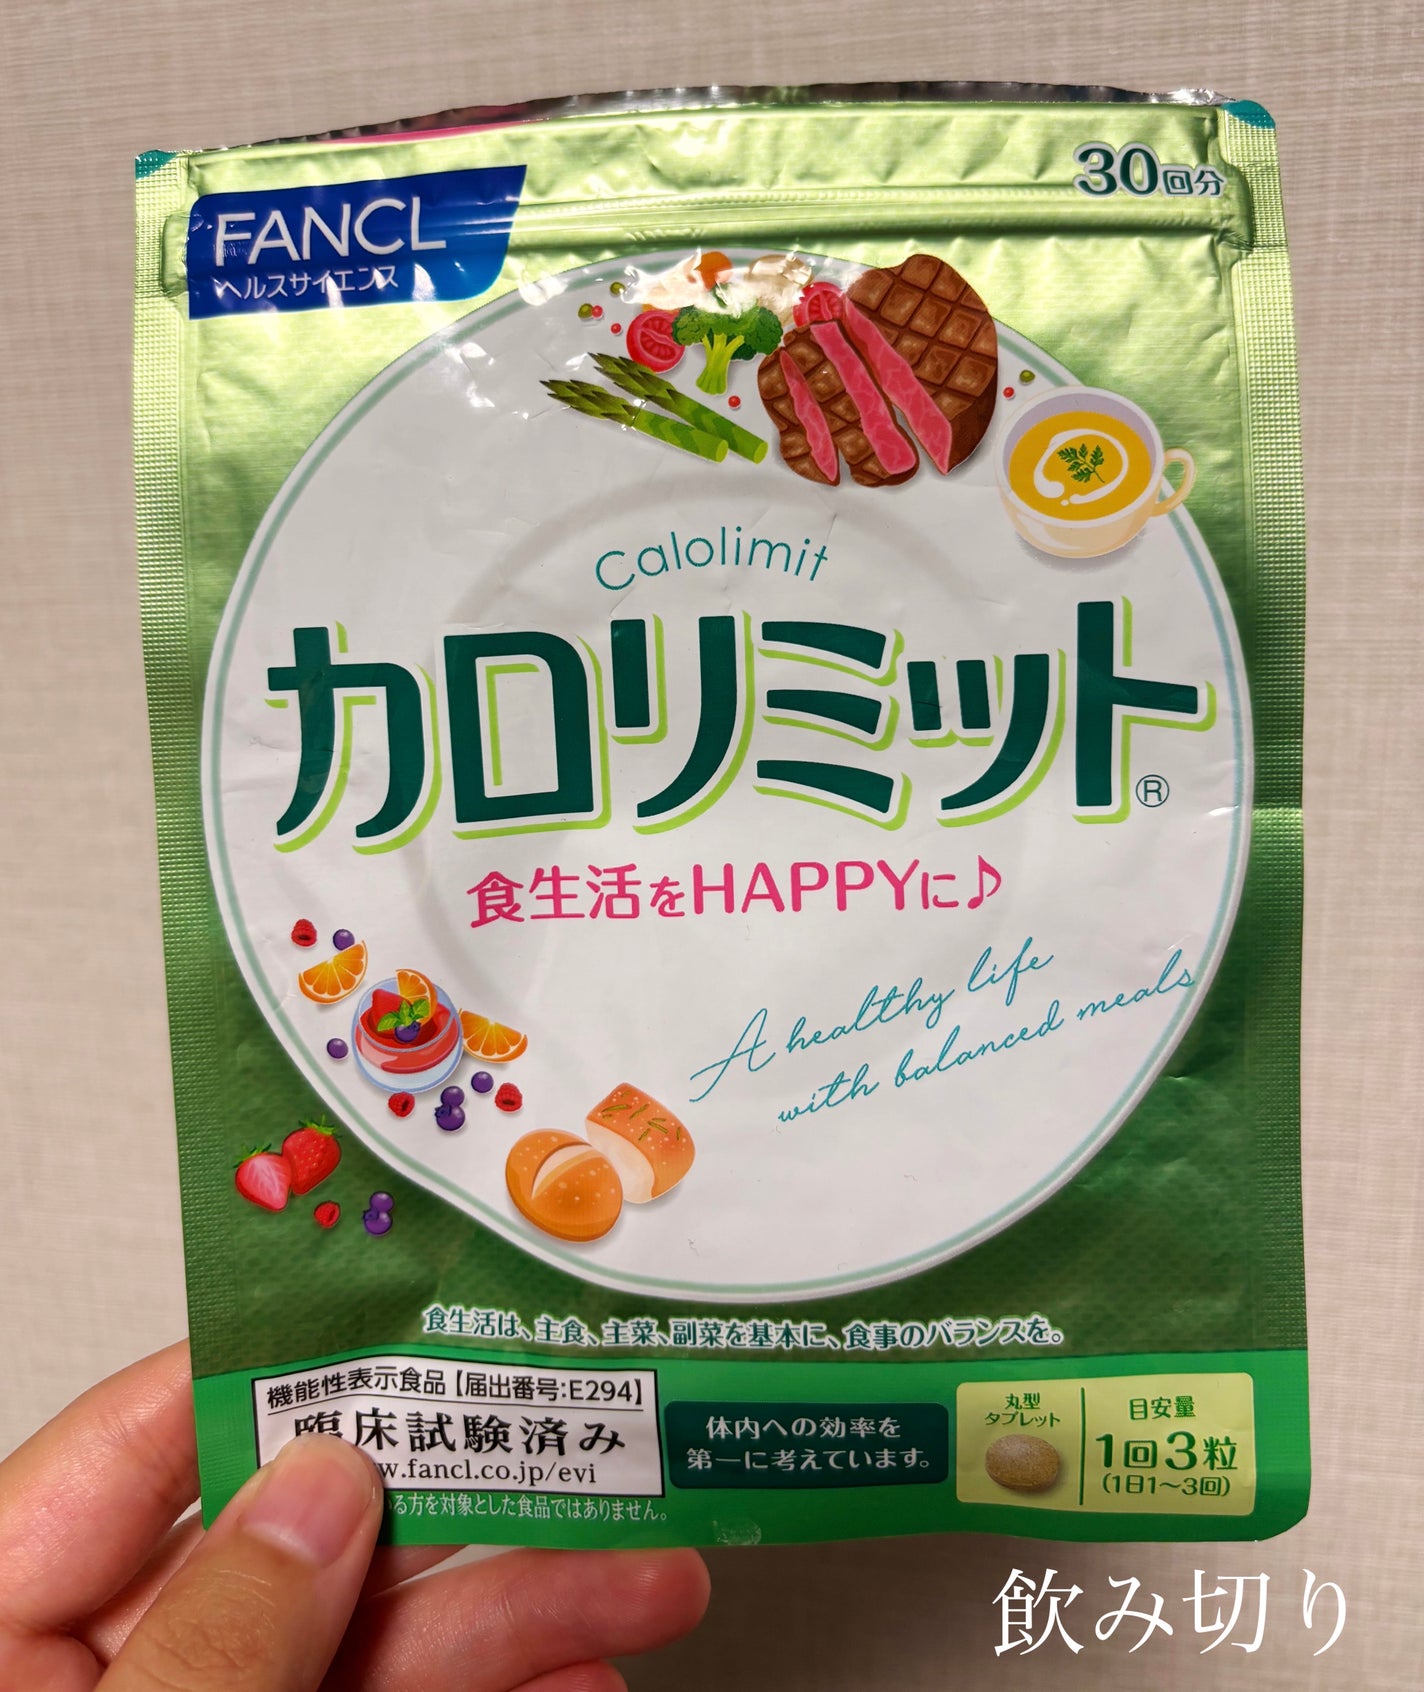 30回分
FANCL
ヘルスサイエンス
Calolimit
カロリミット®
食生活をHAPPYに♪
A healthy life
with balanced meals
食生活は、主食、主菜、副菜を基本に、食事のバランスを。
機能性表示食品【届出番号:E294】
臨床試験済み
w.fancl.co.jp/evi
る方を対象とした食品ではありません。
体内への効率を
第一に考えています。
丸型
タブレット
目安量
1回3粒
(1日1~3回)
飲み切り